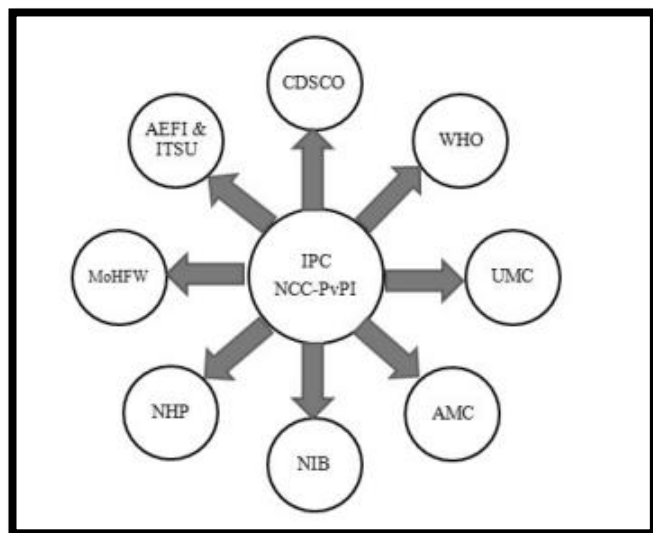 CDSCO
AEFI &
ITSU
WHO
MoHFW
IPC
NCC-PvPI
UMC
NHP
AMC
NIB